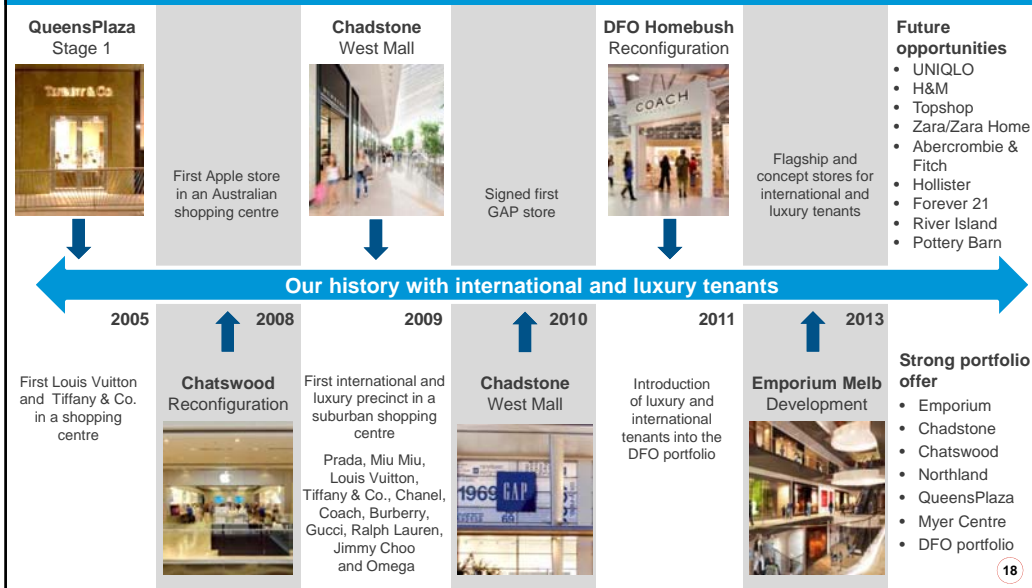 QueensPlaza
Stage 1
TIFFANY & CO.
First Louis Vuitton
and Tiffany & Co.
in a shopping
centre
First Apple store
in an Australian
shopping centre
Chatswood
Reconfiguration
Chadstone
West Mall
First international and
luxury precinct in a
suburban shopping
centre
Prada, Miu Miu,
Louis Vuitton,
Tiffany & Co., Chanel,
Coach, Burberry,
Gucci, Ralph Lauren,
Jimmy Choo
and Omega
Signed first
GAP store
Chadstone
West Mall
1969 GAP
69
DFO Homebush
Reconfiguration
COACH
Introduction
of luxury and
international
tenants into the
DFO portfolio
Flagship and
concept stores for
international and
luxury tenants
Emporium Melb
Development
Our history with international and luxury tenants
2005
2008
2009
2010
2011
2013
Future
opportunities
• UNIQLO
• H&M
• Topshop
• Zara/Zara Home
• Abercrombie &
Fitch
• Hollister
• Forever 21
• River Island
• Pottery Barn
Strong portfolio
offer
• Emporium
• Chadstone
• Chatswood
• Northland
• QueensPlaza
• Myer Centre
• DFO portfolio
18